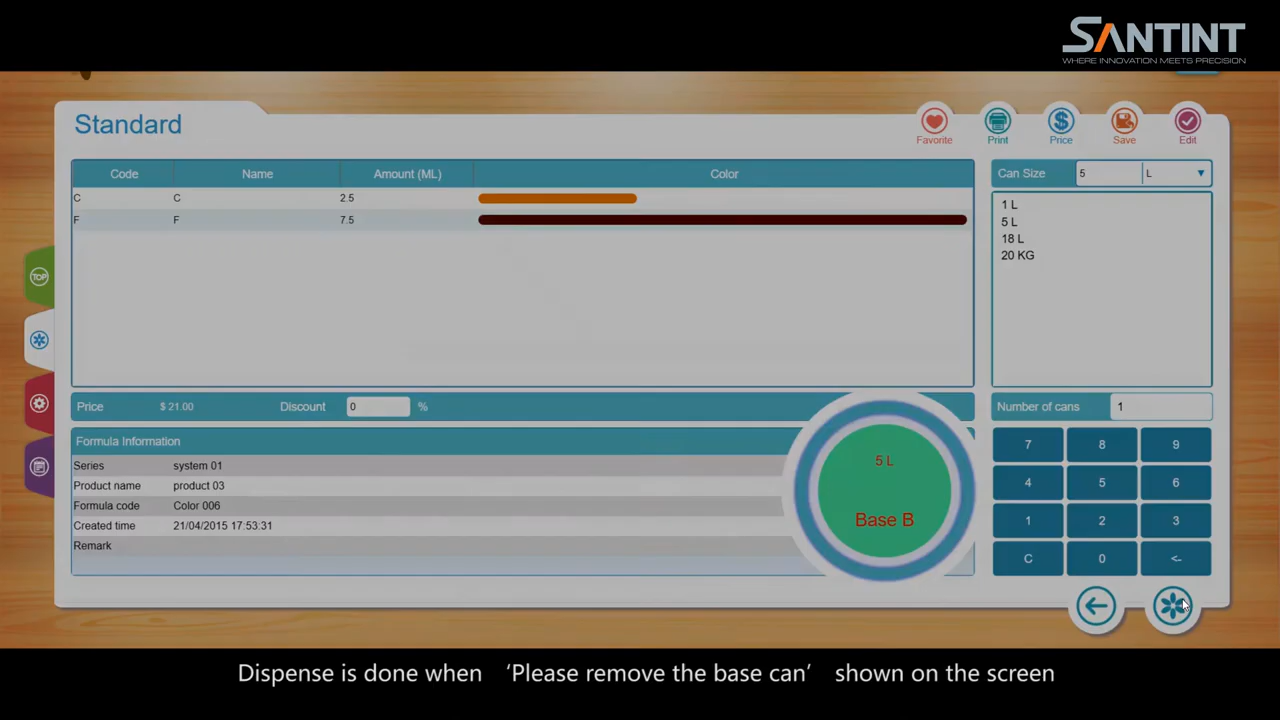 SANTINT
WHERE INNOVATION MEETS PRECISION
Standard
Favorite
Print
Price
Save
Edit
Code Name Amount (ML) Color
C C 2.5
F F 7.5
Can Size 5 L
1 L
5 L
18 L
20 KG
TOP
Price $ 21.00 Discount 0 %
Number of cans 1
Formula Information
Series system 01
Product name product 03
Formula code Color 006
Created time 21/04/2015 17:53:31
Remark
5 L
Base B
7 8 9
4 5 6
1 2 3
C 0 <-
Dispense is done when ‘Please remove the base can’ shown on the screen